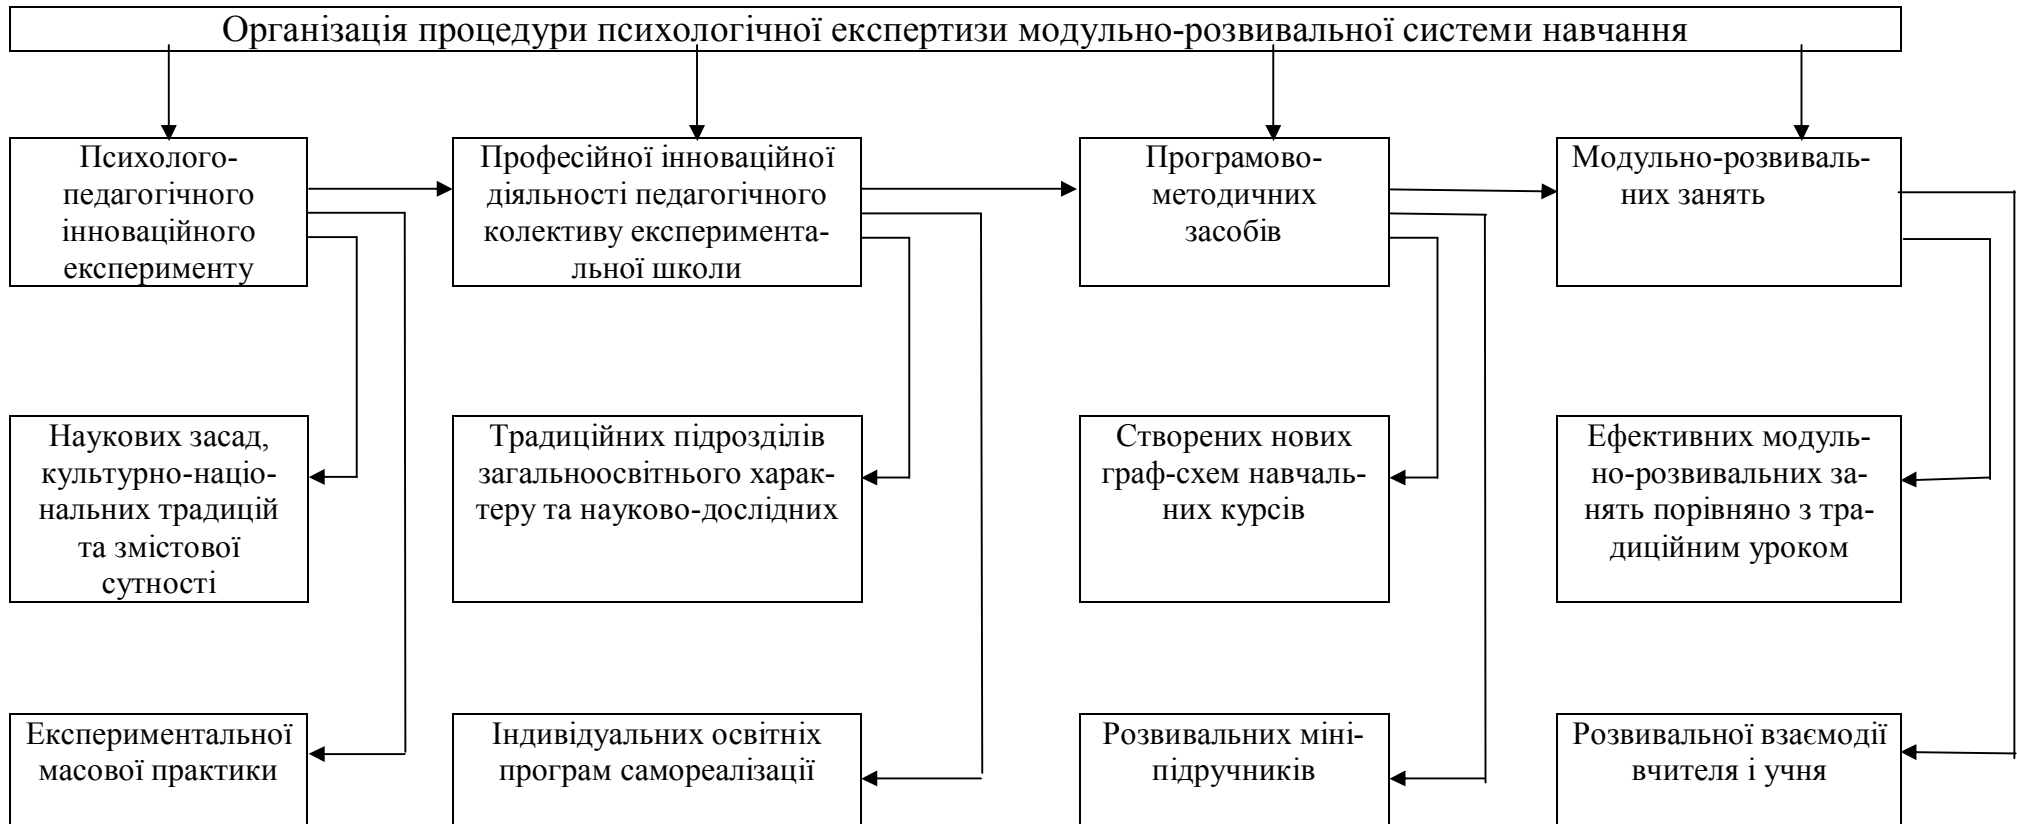 Організація процедури психологічної експертизи модульно-розвивальної системи навчання
Психолого-
педагогічного
інноваційного
експерименту
Професійної інноваційної
діяльності педагогічного
колективу експеримента-
льної школи
Програмово-
методичних
засобів
Модульно-розвиваль-
них занять
Наукових засад,
культурно-націо-
нальних традицій
та змістової
сутності
Традиційних підрозділів
загальноосвітнього харак-
теру та науково-дослідних
Створених нових
граф-схем навчаль-
них курсів
Ефективних модуль-
но-розвивальних за-
нять порівняно з тра-
диційним уроком
Експериментальної
масової практики
Індивідуальних освітніх
програм самореалізації
Розвивальних міні-
підручників
Розвивальної взаємодії
вчителя і учня